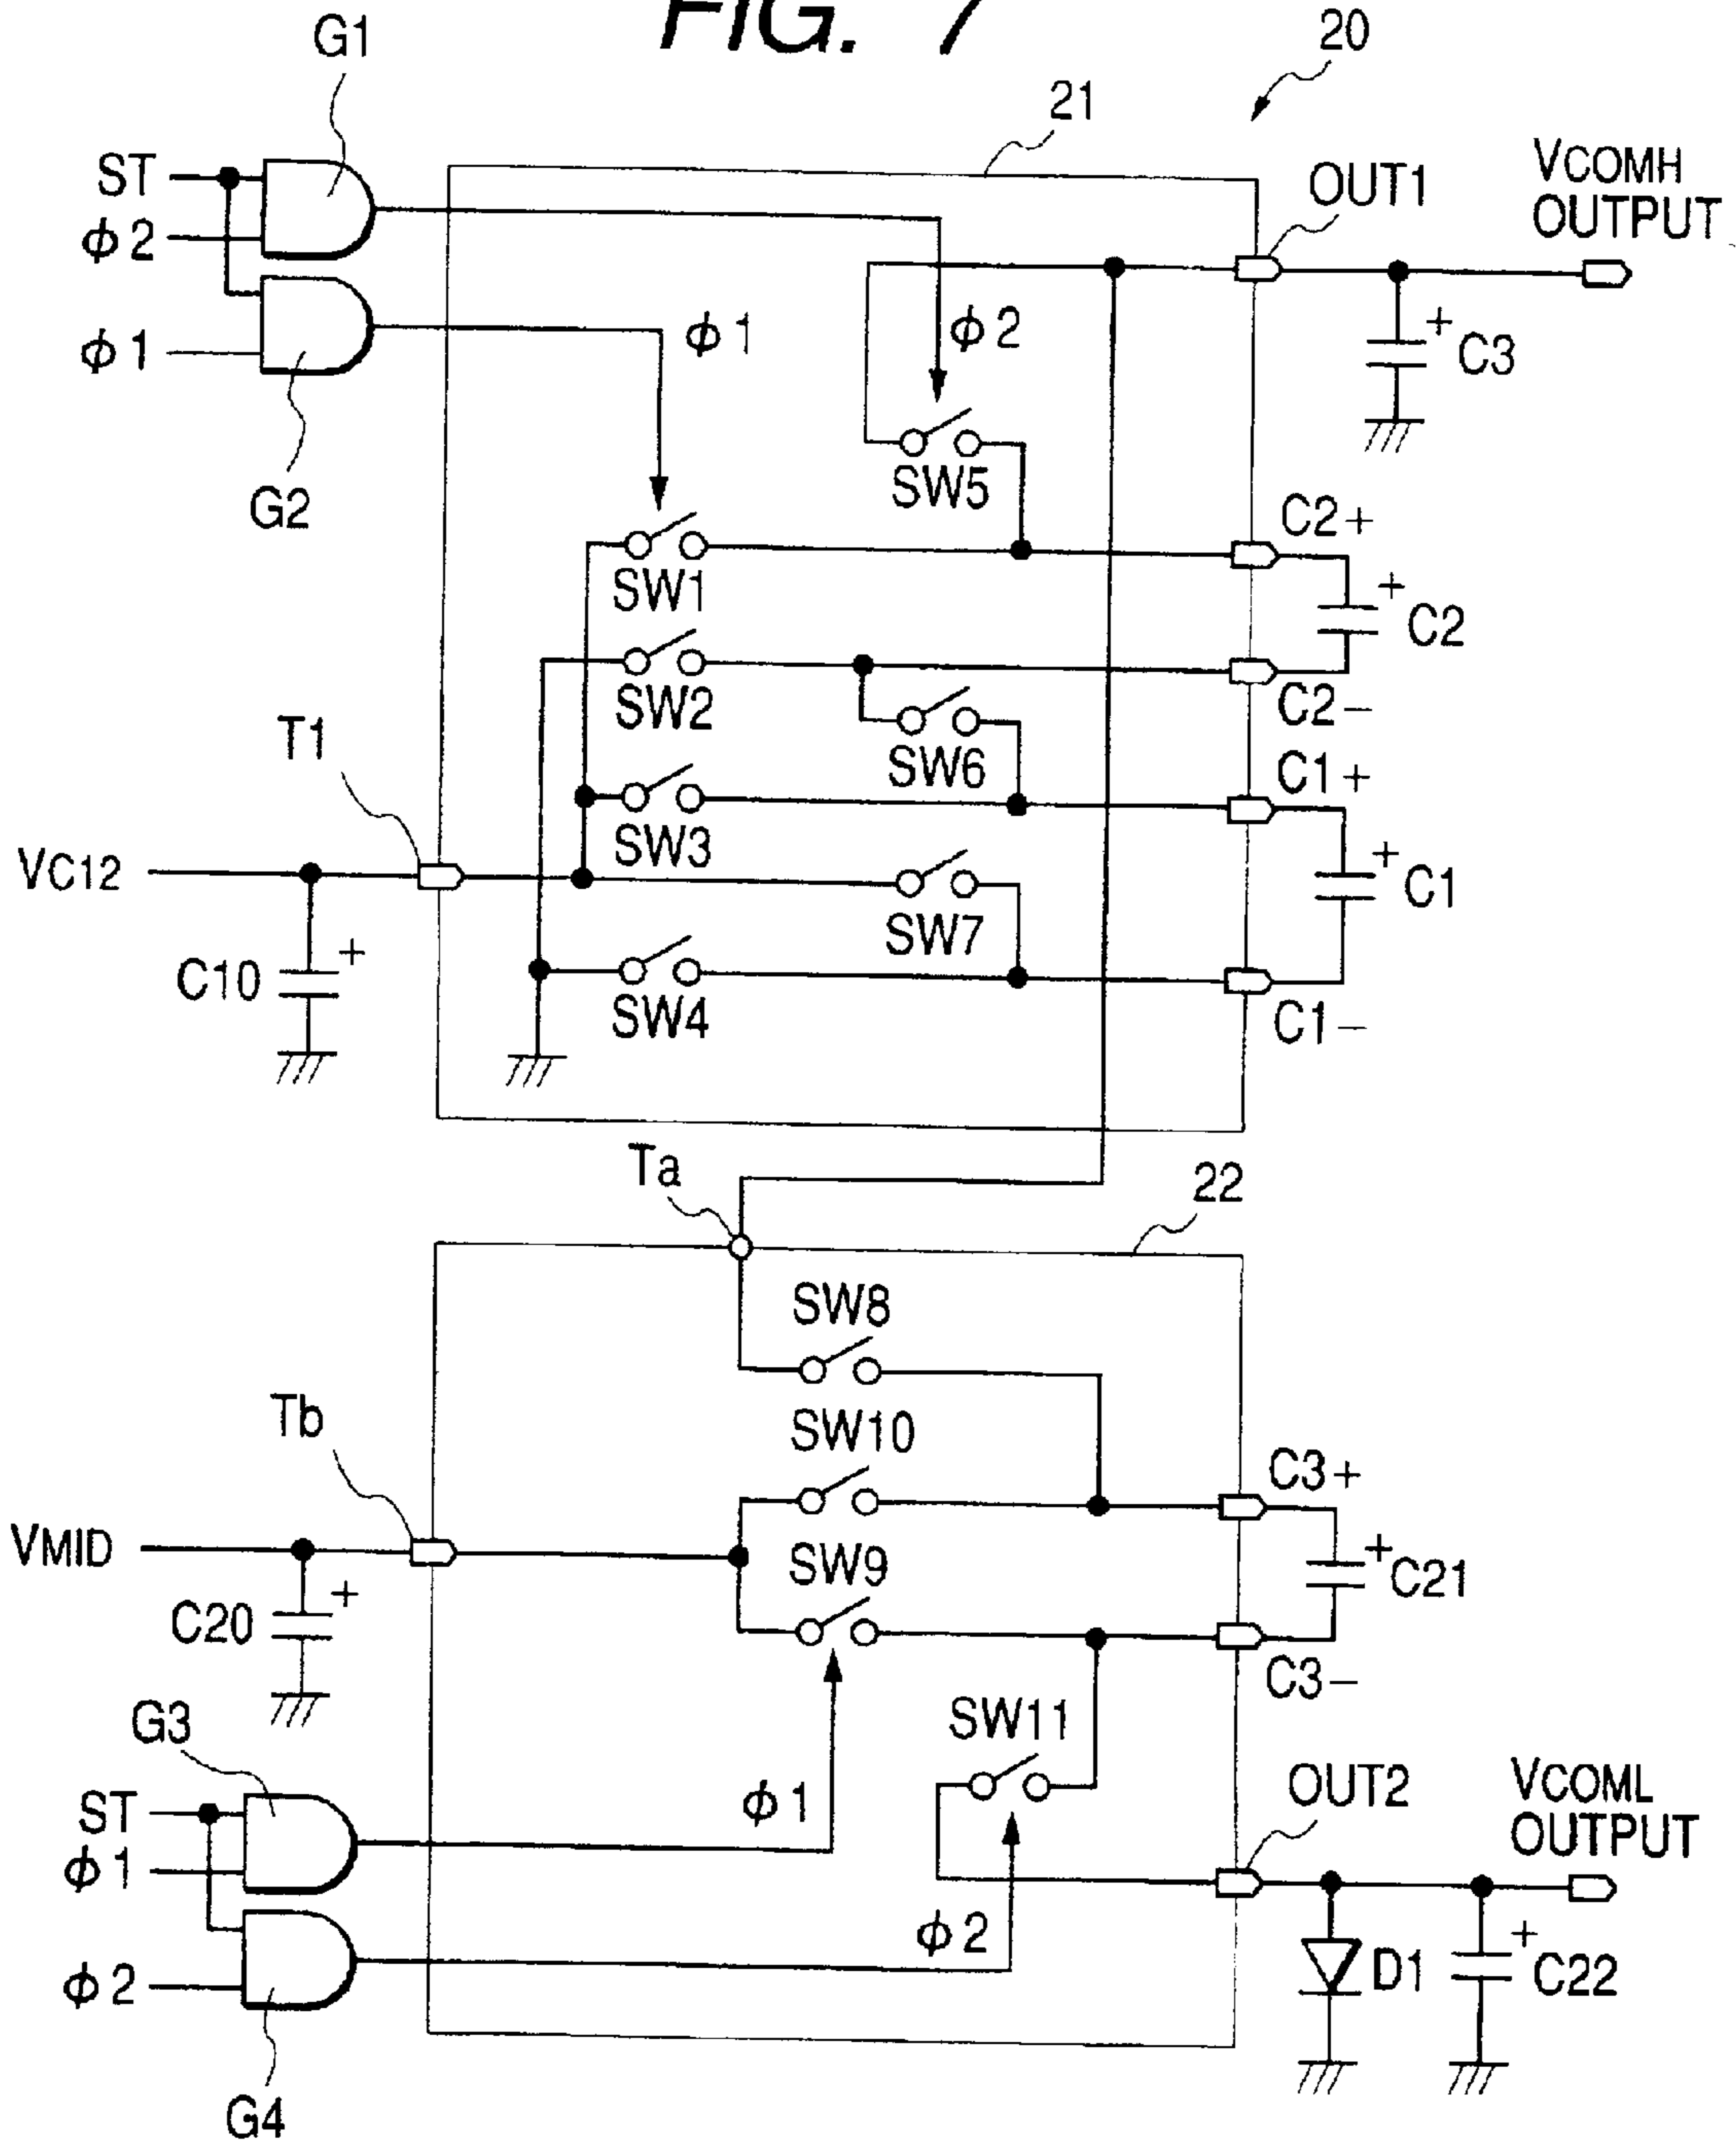 FIG. 7
G1
20
21
ST
OUT1
VCOMH
OUTPUT
ϕ2
ϕ1
ϕ1
ϕ2
+
C3
G2
SW5
C2+
SW1
+
C2
SW2
C2−
T1
SW6
C1+
SW3
VC12
+
C1
SW7
+
C10
SW4
C1−
Ta
22
SW8
Tb
SW10
C3+
VMID
SW9
+
C21
+
C20
C3−
G3
SW11
ST
ϕ1
OUT2
VCOML
OUTPUT
ϕ1
ϕ2
+
D1
C22
ϕ2
G4